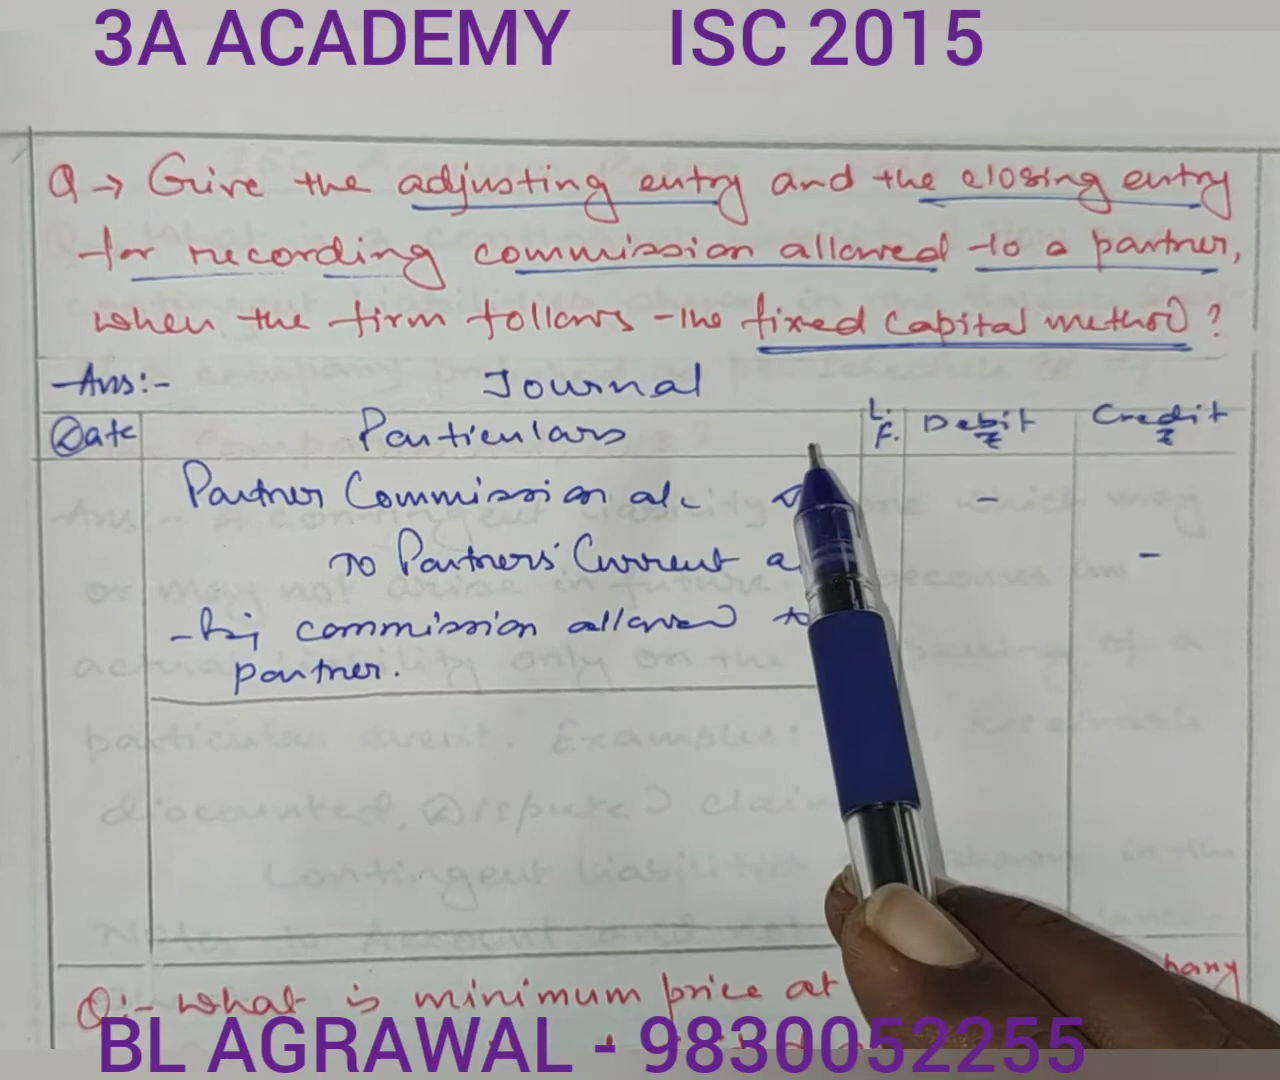 3A ACADEMY ISC 2015
Q → Give the adjusting entry and the closing entry
for recording commission allowed to a partner,
when the firm follows the fixed capital method?
Ans:- Journal
Date Particulars L.F. Debit ₹ Credit ₹
Partner Commission a/c -
To Partners' Current a -
commission allowed to
partner.
Q:- what is minimum price at
BL AGRAWAL - 9830052255